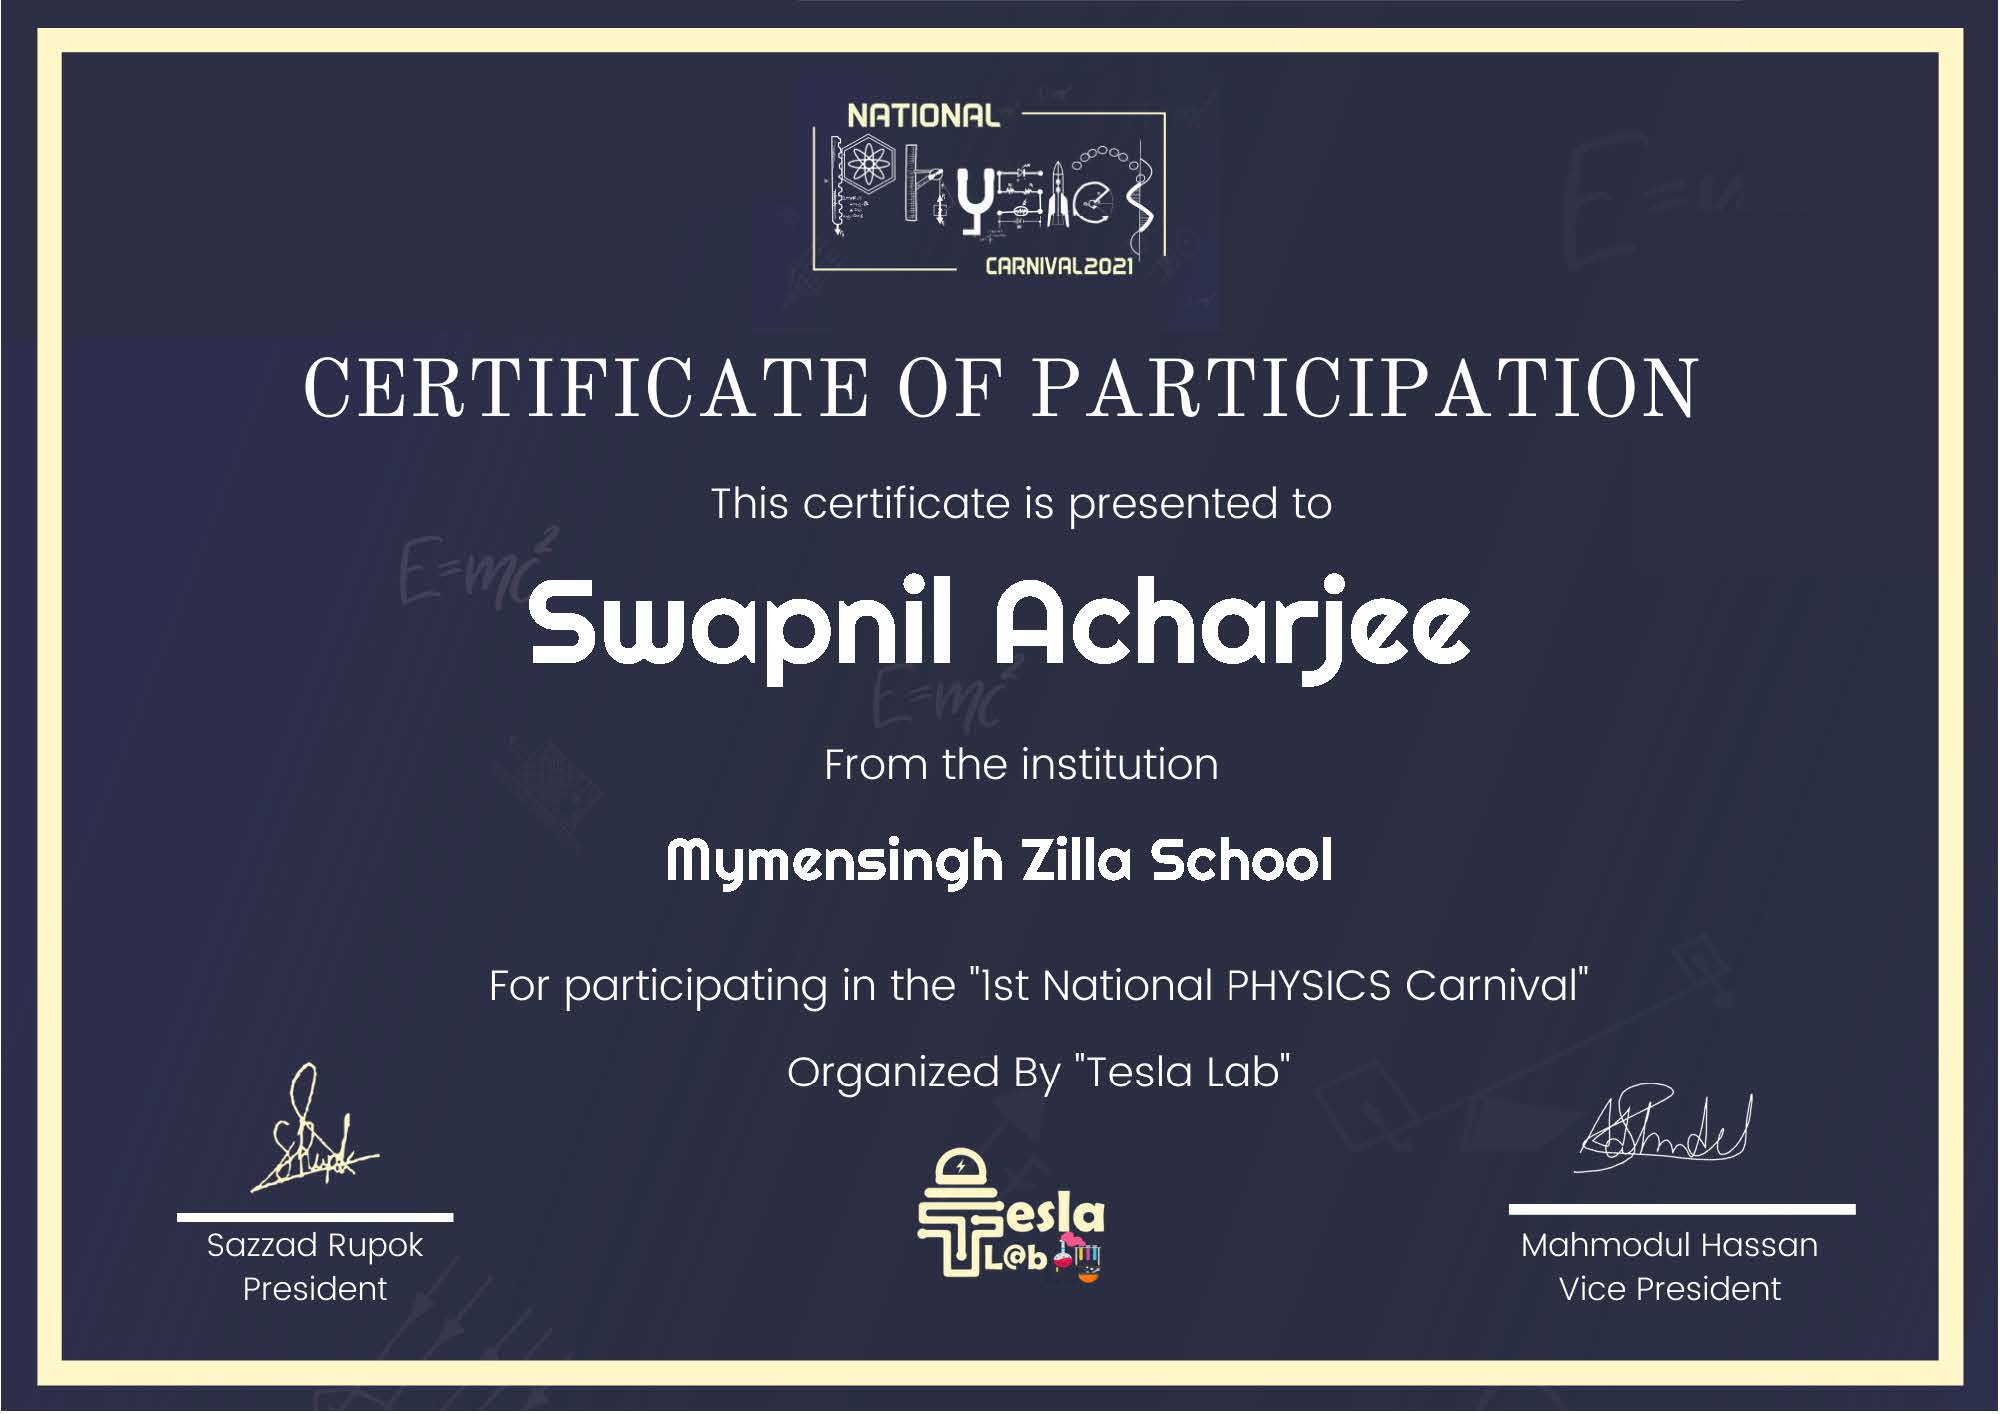 NATIONAL
PHysics
CARNIVAL2021
CERTIFICATE OF PARTICIPATION
This certificate is presented to
E=mc²
Swapnil Acharjee
E=mc²
From the institution
Mymensingh Zilla School
For participating in the "1st National PHYSICS Carnival"
Organized By "Tesla Lab"
Tesla
L@b
Sazzad Rupok
President
Mahmodul Hassan
Vice President